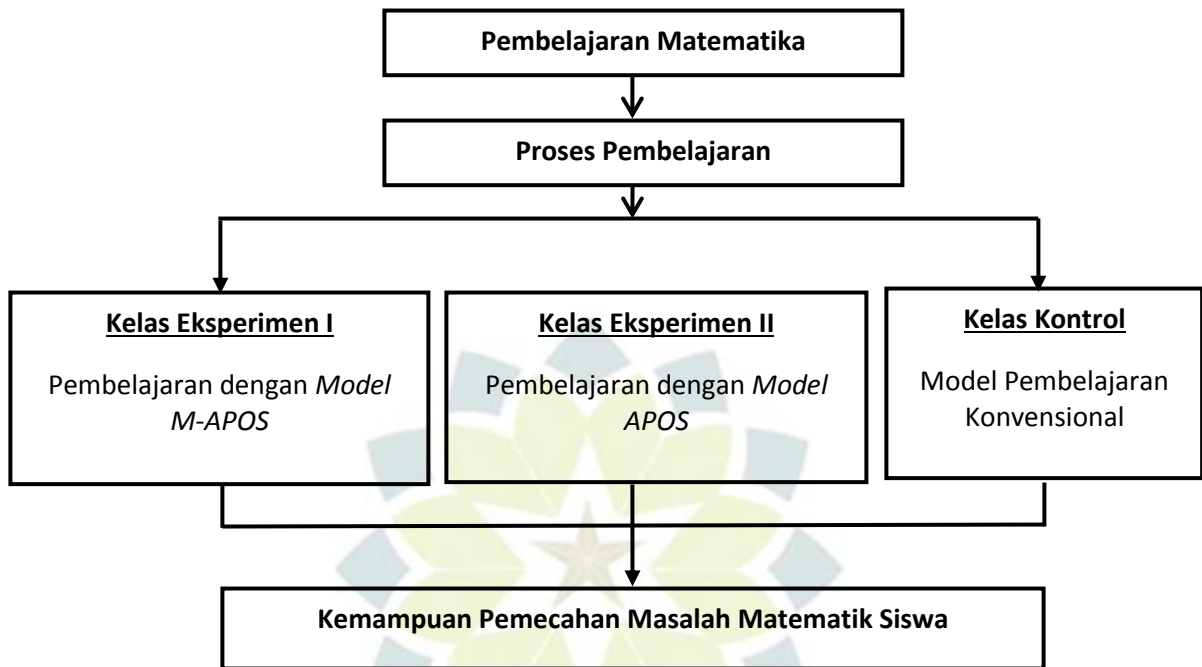 Pembelajaran Matematika
Proses Pembelajaran
Kelas Eksperimen I
Pembelajaran dengan Model
M-APOS
Kelas Eksperimen II
Pembelajaran dengan Model
APOS
Kelas Kontrol
Model Pembelajaran
Konvensional
Kemampuan Pemecahan Masalah Matematik Siswa